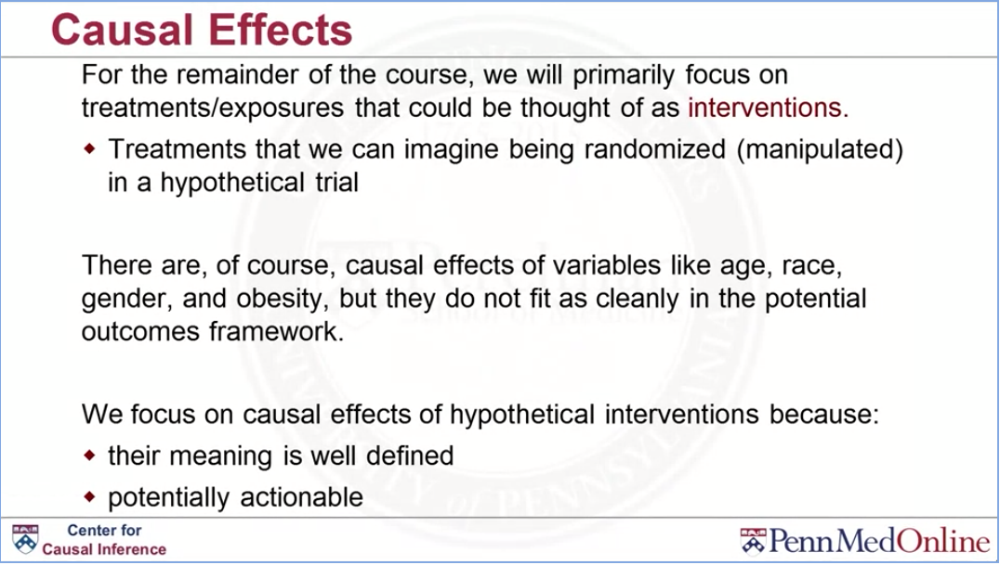 Causal Effects
For the remainder of the course, we will primarily focus on
treatments/exposures that could be thought of as interventions.
◆ Treatments that we can imagine being randomized (manipulated)
in a hypothetical trial
There are, of course, causal effects of variables like age, race,
gender, and obesity, but they do not fit as cleanly in the potential
outcomes framework.
We focus on causal effects of hypothetical interventions because:
◆ their meaning is well defined
◆ potentially actionable
Center for
Causal Inference
PennMedOnline